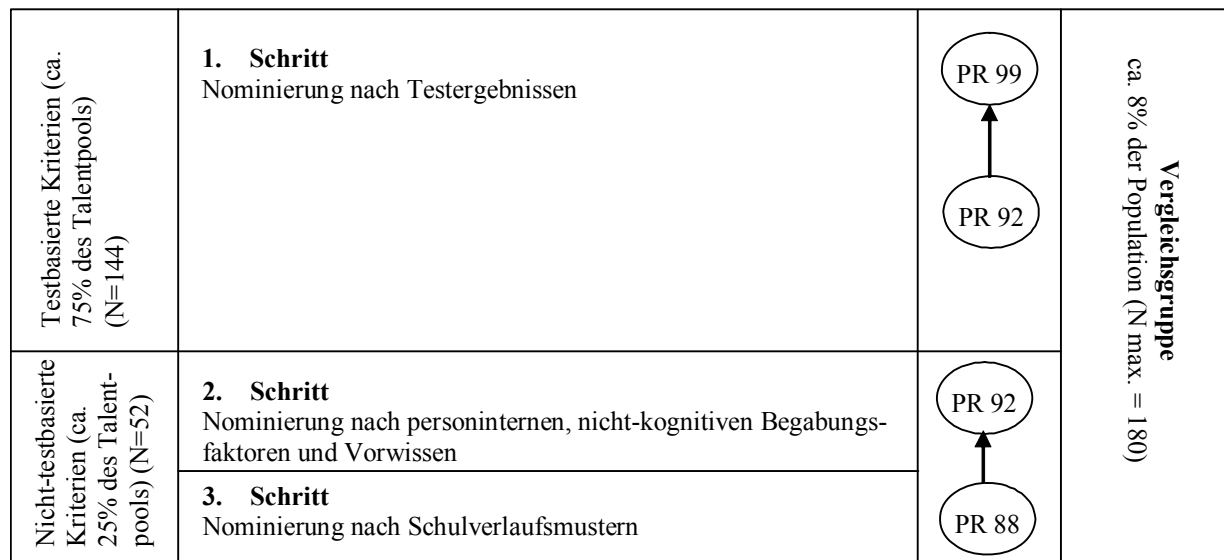 Testbasierte Kriterien (ca.
75% des Talentpools)
(N=144)
1. Schritt
Nominierung nach Testergebnissen
PR 99
PR 92
Vergleichsgruppe
ca. 8% der Population (N max. = 180)
Nicht-testbasierte
Kriterien (ca.
25% des Talent-
pools) (N=52)
2. Schritt
Nominierung nach personinternen, nicht-kognitiven Begabungs-
faktoren und Vorwissen
3. Schritt
Nominierung nach Schulverlaufsmustern
PR 92
PR 88